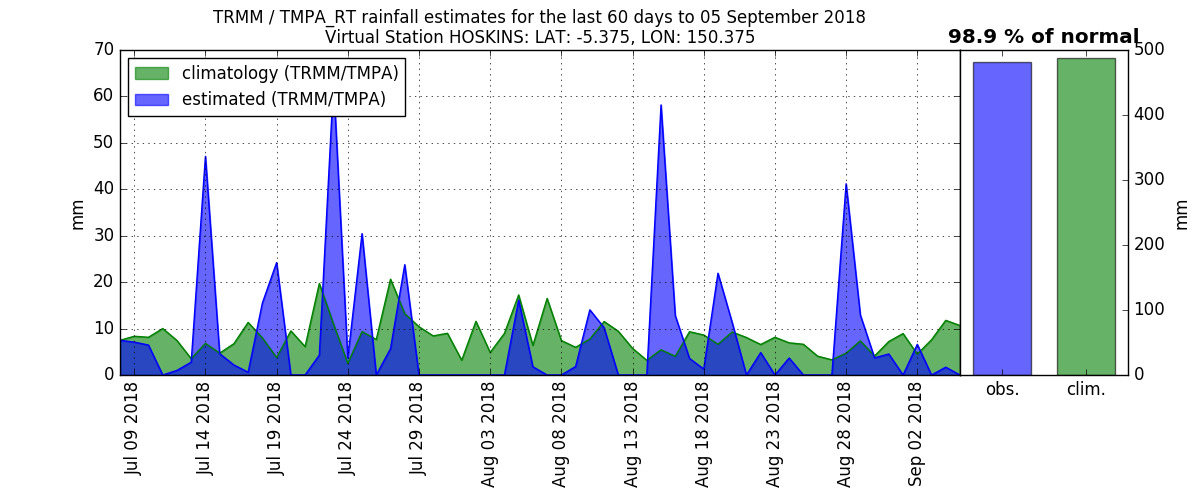 TRMM / TMPA_RT rainfall estimates for the last 60 days to 05 September 2018
Virtual Station HOSKINS: LAT: -5.375, LON: 150.375
98.9 % of normal
climatology (TRMM/TMPA)
estimated (TRMM/TMPA)
70
60
50
40
30
20
10
0
mm
500
400
300
200
100
0
mm
obs.
clim.
Jul 09 2018
Jul 14 2018
Jul 19 2018
Jul 24 2018
Jul 29 2018
Aug 03 2018
Aug 08 2018
Aug 13 2018
Aug 18 2018
Aug 23 2018
Aug 28 2018
Sep 02 2018